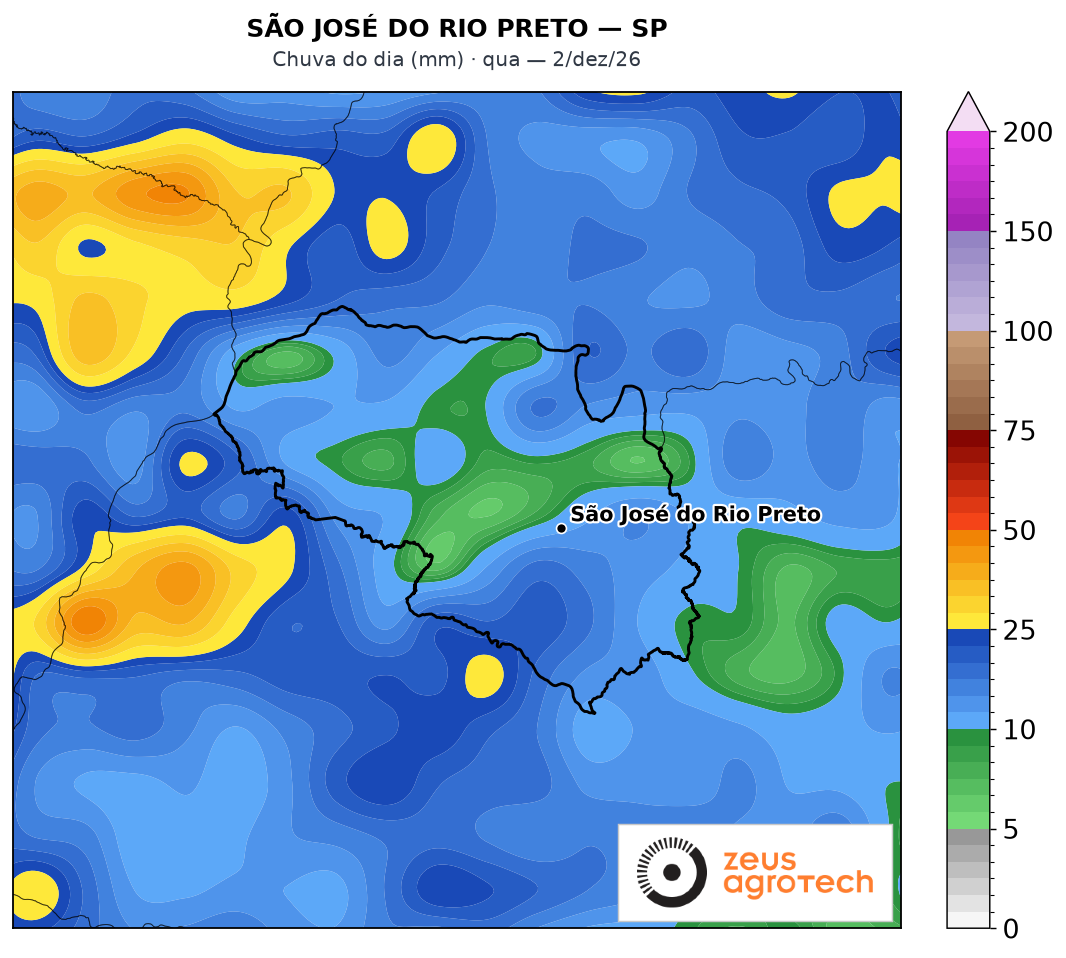 SÃO JOSÉ DO RIO PRETO — SP
Chuva do dia (mm) · qua — 2/dez/26
200
150
100
75
50
25
10
5
0
São José do Rio Preto
zeus
agrotech